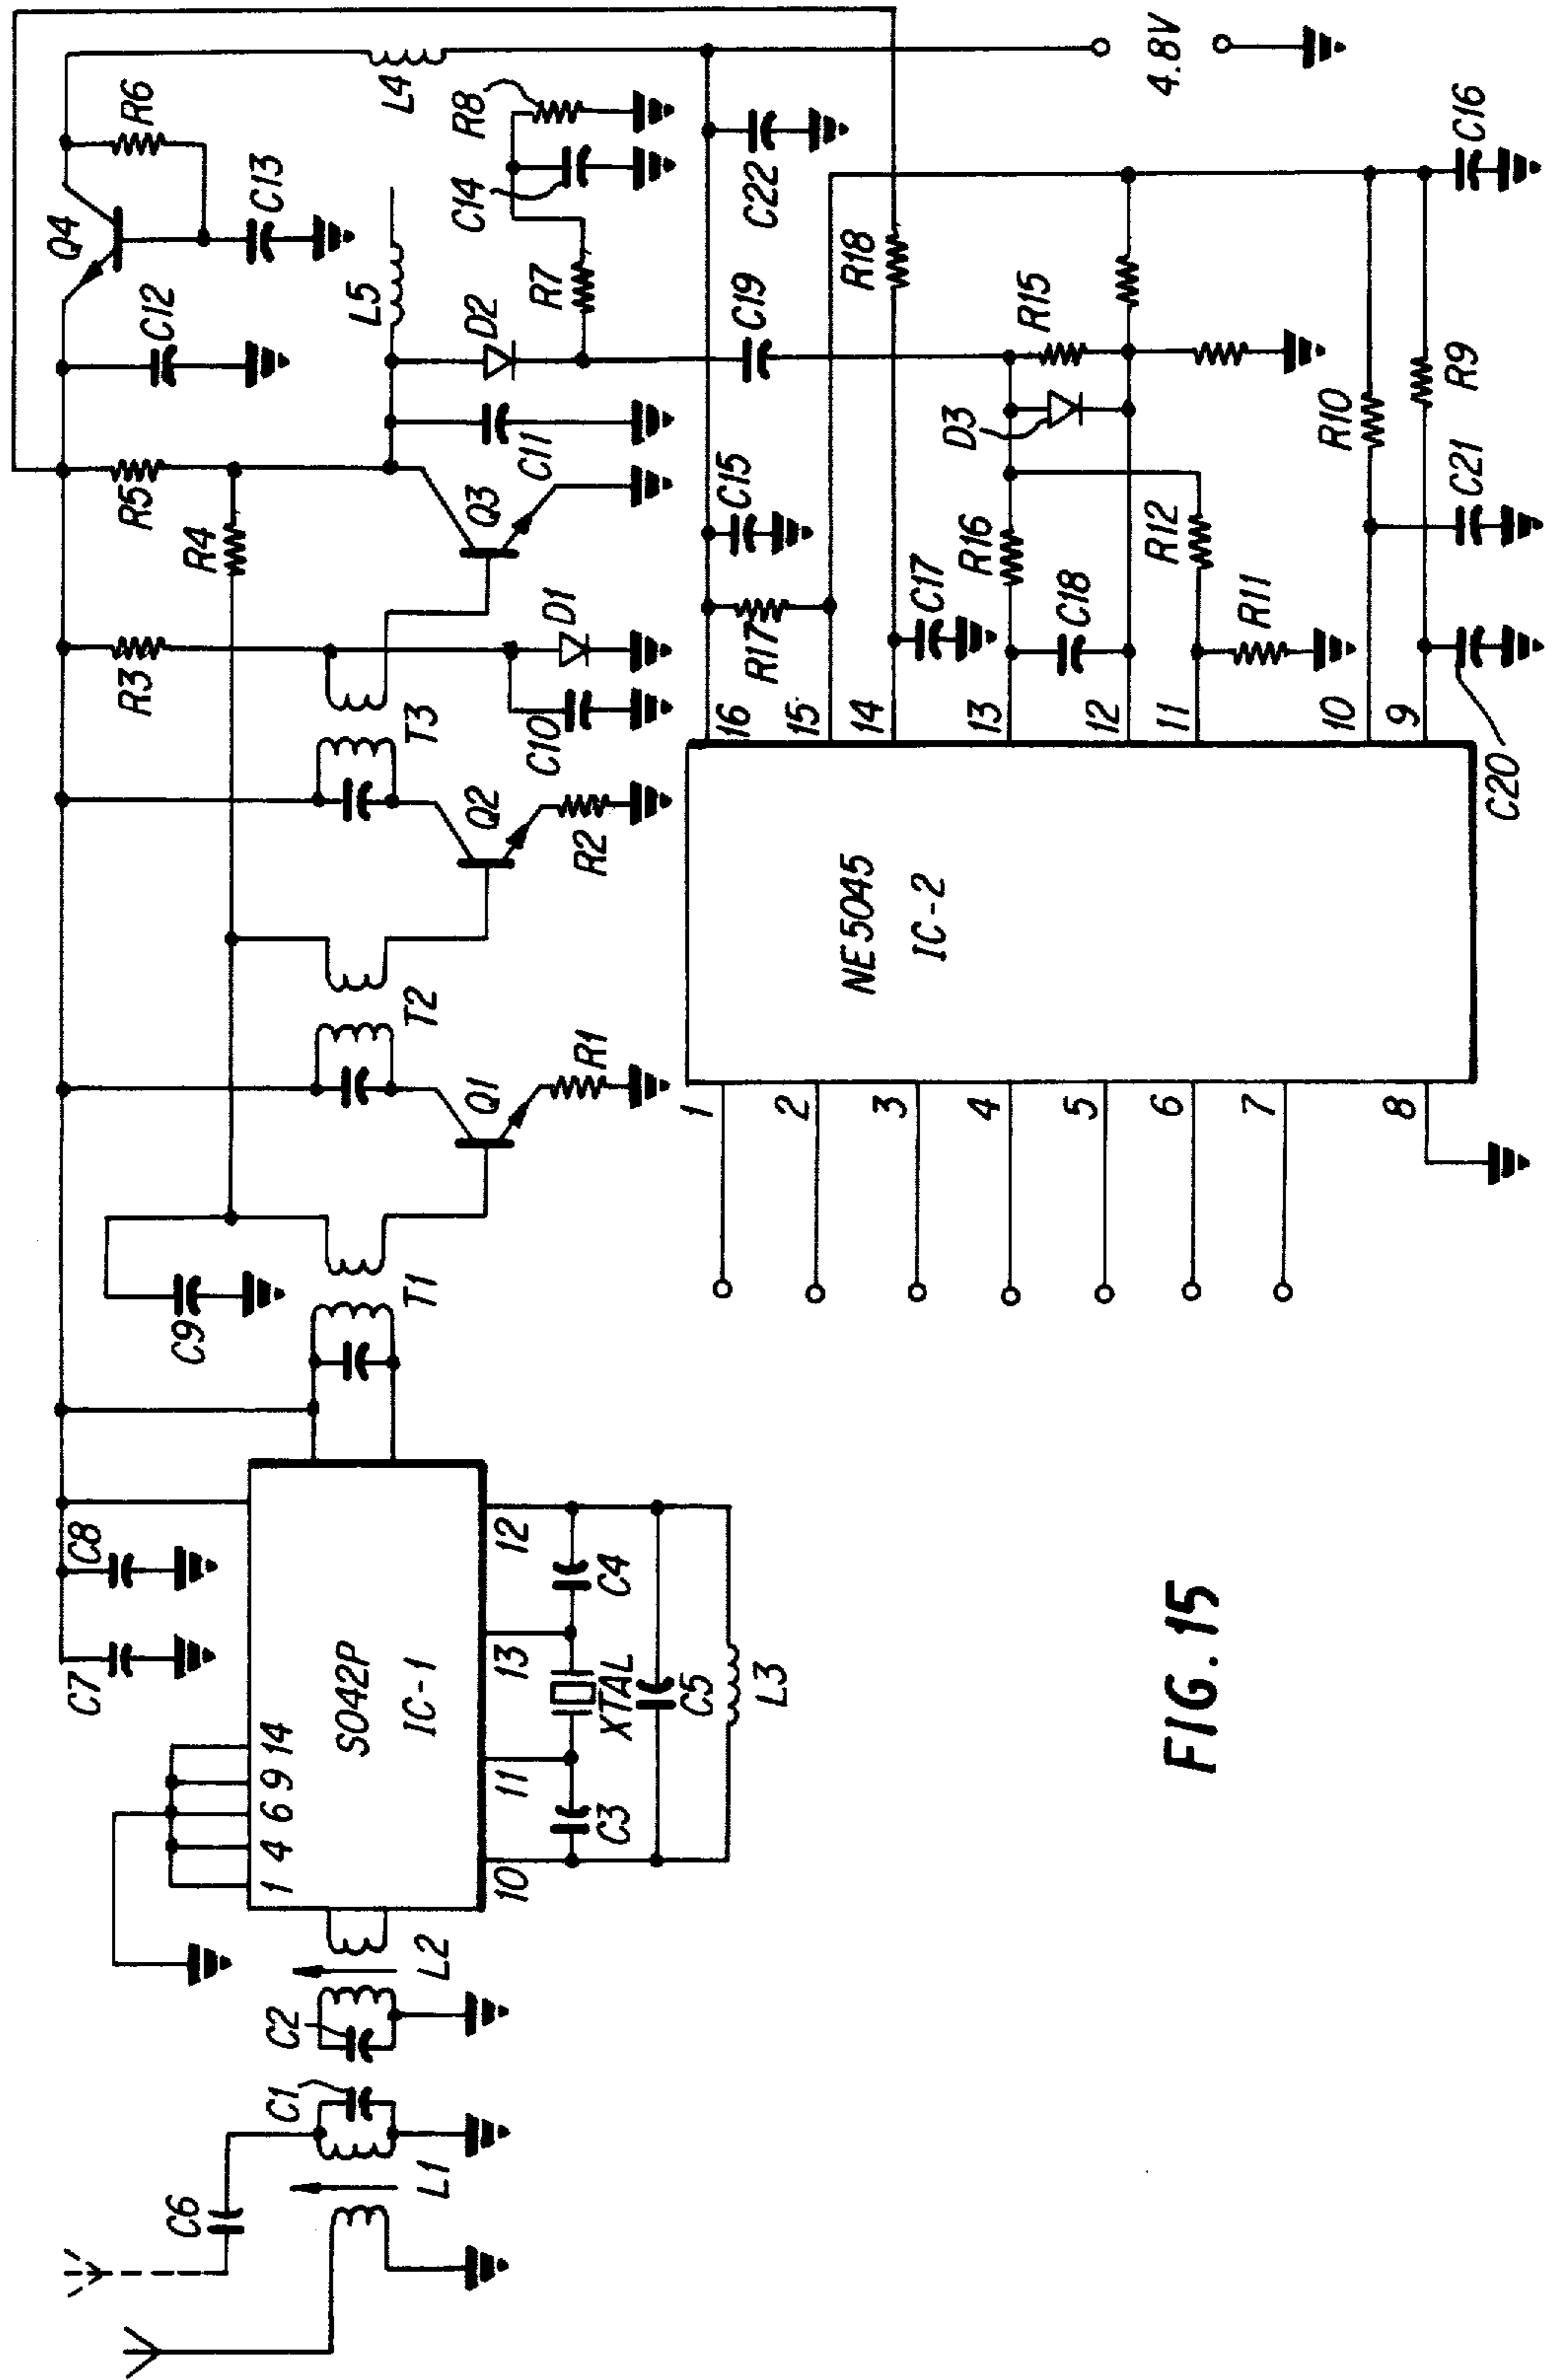 C6
L1
C1
C2
L2
1 4 6 9 14
C7
C8
SO42P
IC-1
10
11
13
12
C3
XTAL
C4
C5
L3
C9
T1
Q1
R1
T2
Q2
R2
T3
R3
C10
D1
R4
R5
Q3
C11
C12
Q4
R6
C13
L5
D2
R7
C14
R8
L4
NE5045
IC-2
1
2
3
4
5
6
7
8
16
15
14
13
12
11
10
9
R17
C15
C19
C22
C17
R18
R16
C18
D3
R15
R12
R11
R10
R9
C21
C20
C16
4.8V
FIG. 15